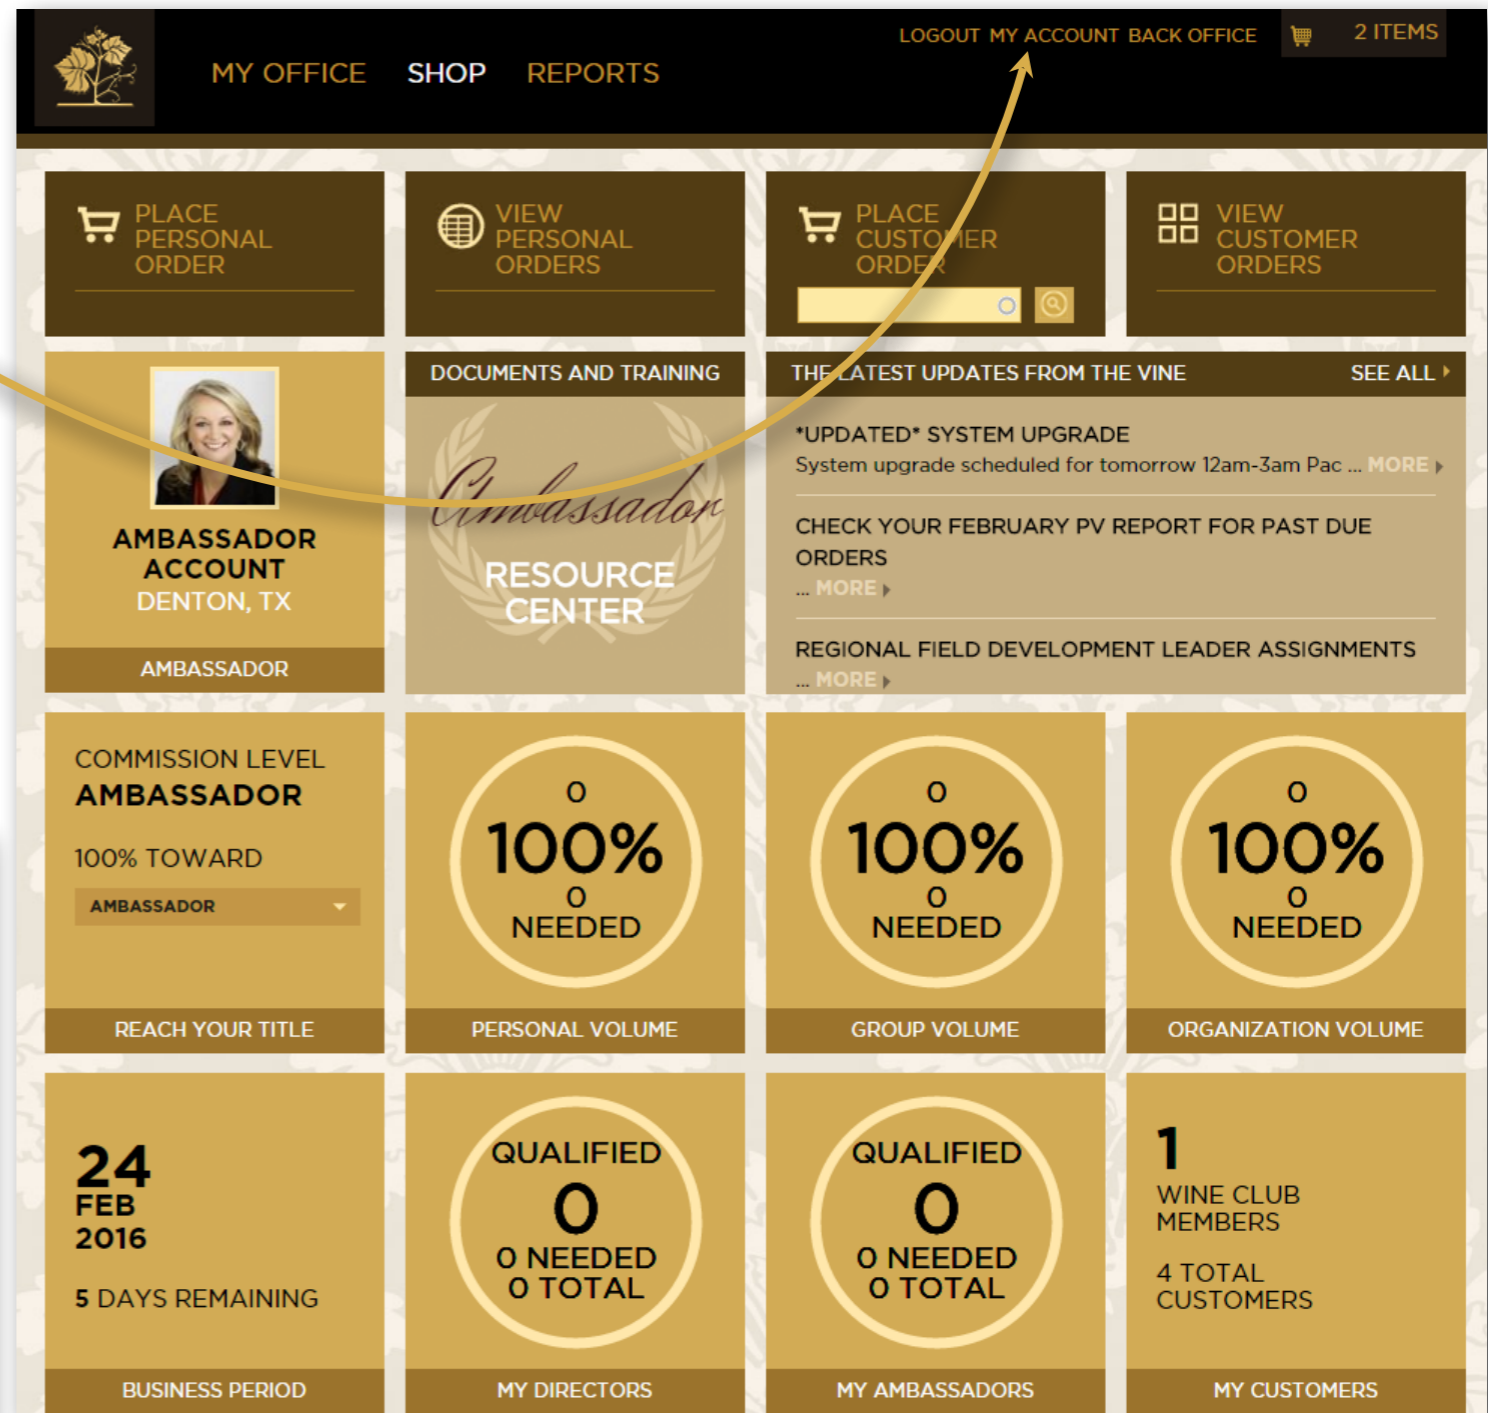 LOGOUT MY ACCOUNT BACK OFFICE
2 ITEMS
MY OFFICE SHOP REPORTS
PLACE
PERSONAL
ORDER
VIEW
PERSONAL
ORDERS
PLACE
CUSTOMER
ORDER
VIEW
CUSTOMER
ORDERS
AMBASSADOR
ACCOUNT
DENTON, TX
AMBASSADOR
DOCUMENTS AND TRAINING
Ambassador
RESOURCE
CENTER
THE LATEST UPDATES FROM THE VINE
SEE ALL
*UPDATED* SYSTEM UPGRADE
System upgrade scheduled for tomorrow 12am-3am Pac ... MORE
CHECK YOUR FEBRUARY PV REPORT FOR PAST DUE
ORDERS
... MORE
REGIONAL FIELD DEVELOPMENT LEADER ASSIGNMENTS
... MORE
COMMISSION LEVEL
AMBASSADOR
100% TOWARD
AMBASSADOR
REACH YOUR TITLE
0
100%
0
NEEDED
PERSONAL VOLUME
0
100%
0
NEEDED
GROUP VOLUME
0
100%
0
NEEDED
ORGANIZATION VOLUME
24
FEB
2016
5 DAYS REMAINING
BUSINESS PERIOD
QUALIFIED
0
0 NEEDED
0 TOTAL
MY DIRECTORS
QUALIFIED
0
0 NEEDED
0 TOTAL
MY AMBASSADORS
1
WINE CLUB
MEMBERS
4 TOTAL
CUSTOMERS
MY CUSTOMERS